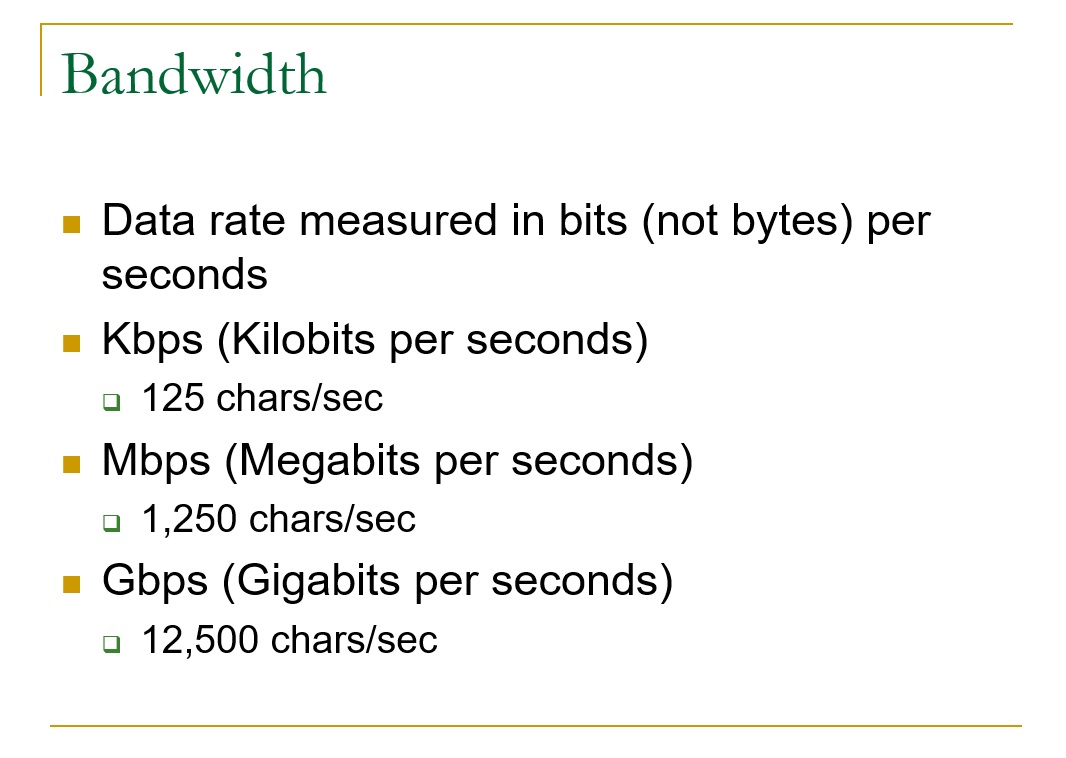 Bandwidth
Data rate measured in bits (not bytes) per
seconds
Kbps (Kilobits per seconds)
125 chars/sec
Mbps (Megabits per seconds)
1,250 chars/sec
Gbps (Gigabits per seconds)
12,500 chars/sec